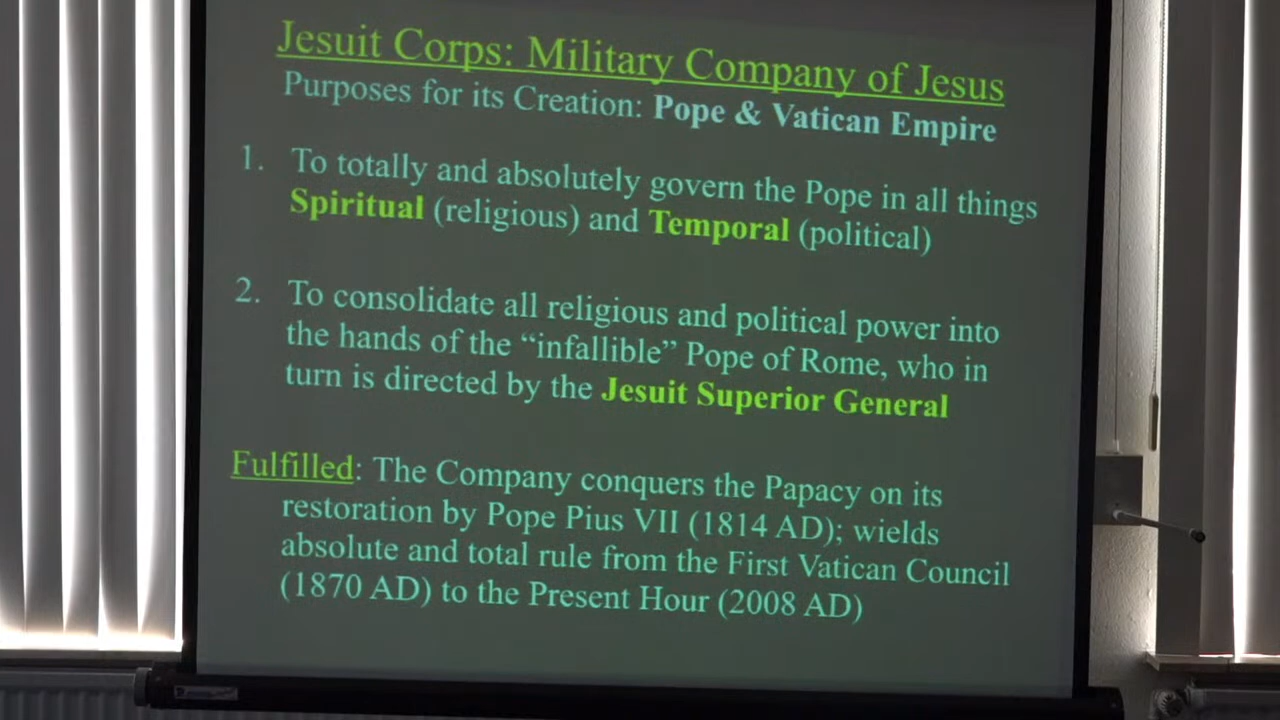 Jesuit Corps: Military Company of Jesus
Purposes for its Creation: Pope & Vatican Empire
1. To totally and absolutely govern the Pope in all things
Spiritual (religious) and Temporal (political)
2. To consolidate all religious and political power into
the hands of the “infallible” Pope of Rome, who in
turn is directed by the Jesuit Superior General
Fulfilled: The Company conquers the Papacy on its
restoration by Pope Pius VII (1814 AD); wields
absolute and total rule from the First Vatican Council
(1870 AD) to the Present Hour (2008 AD)